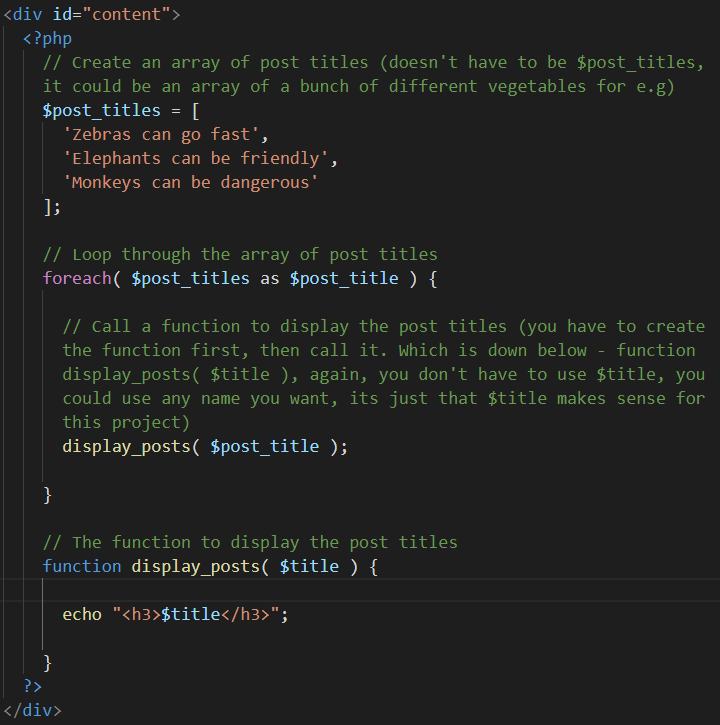 <div id="content">
<?php
// Create an array of post titles (doesn't have to be $post_titles,
it could be an array of a bunch of different vegetables for e.g)
$post_titles = [
'Zebras can go fast',
'Elephants can be friendly',
'Monkeys can be dangerous'
];
// Loop through the array of post titles
foreach( $post_titles as $post_title ) {
// Call a function to display the post titles (you have to create
the function first, then call it. Which is down below - function
display_posts( $title ), again, you don't have to use $title, you
could use any name you want, its just that $title makes sense for
this project)
display_posts( $post_title );
}
// The function to display the post titles
function display_posts( $title ) {
echo "<h3>$title</h3>";
}
?>
</div>